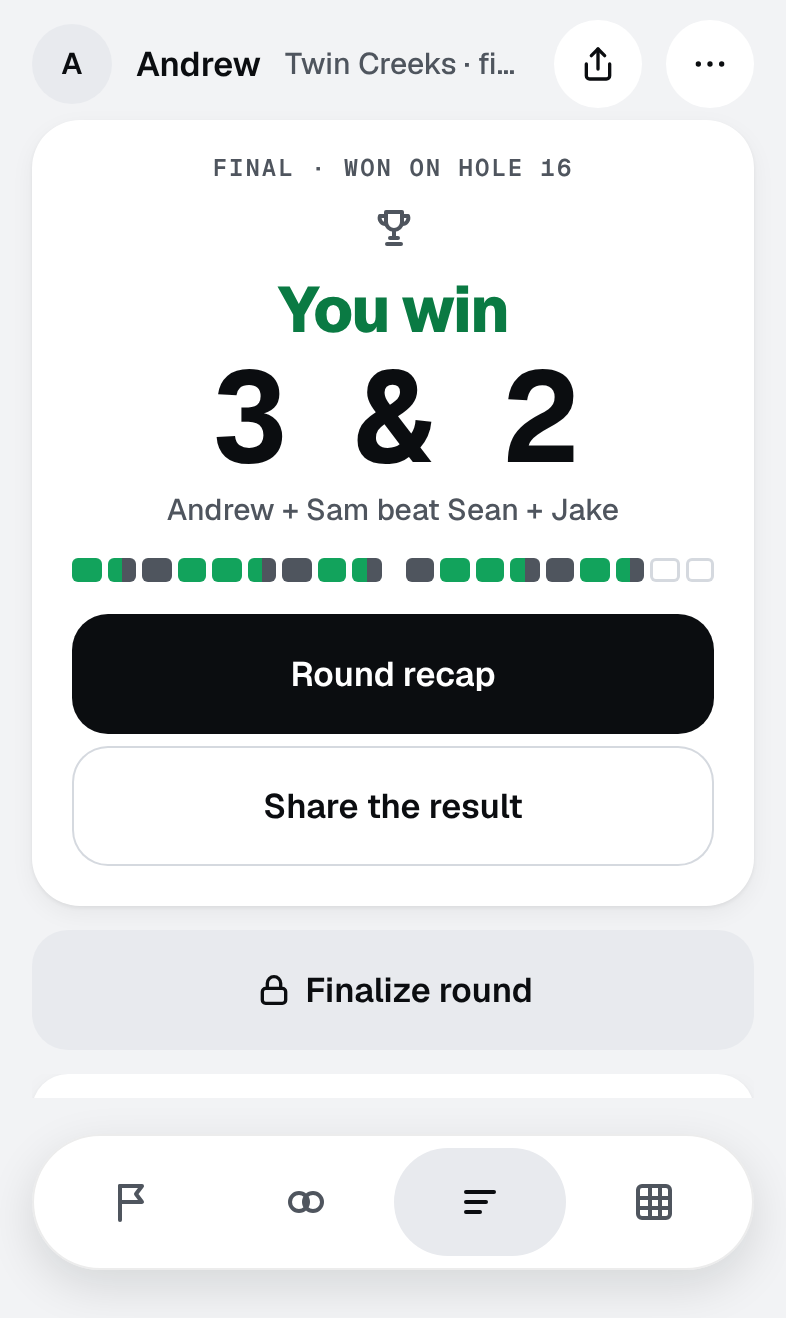 A Andrew Twin Creeks · fi...
FINAL · WON ON HOLE 16
You win
3 & 2
Andrew + Sam beat Sean + Jake
Round recap
Share the result
Finalize round